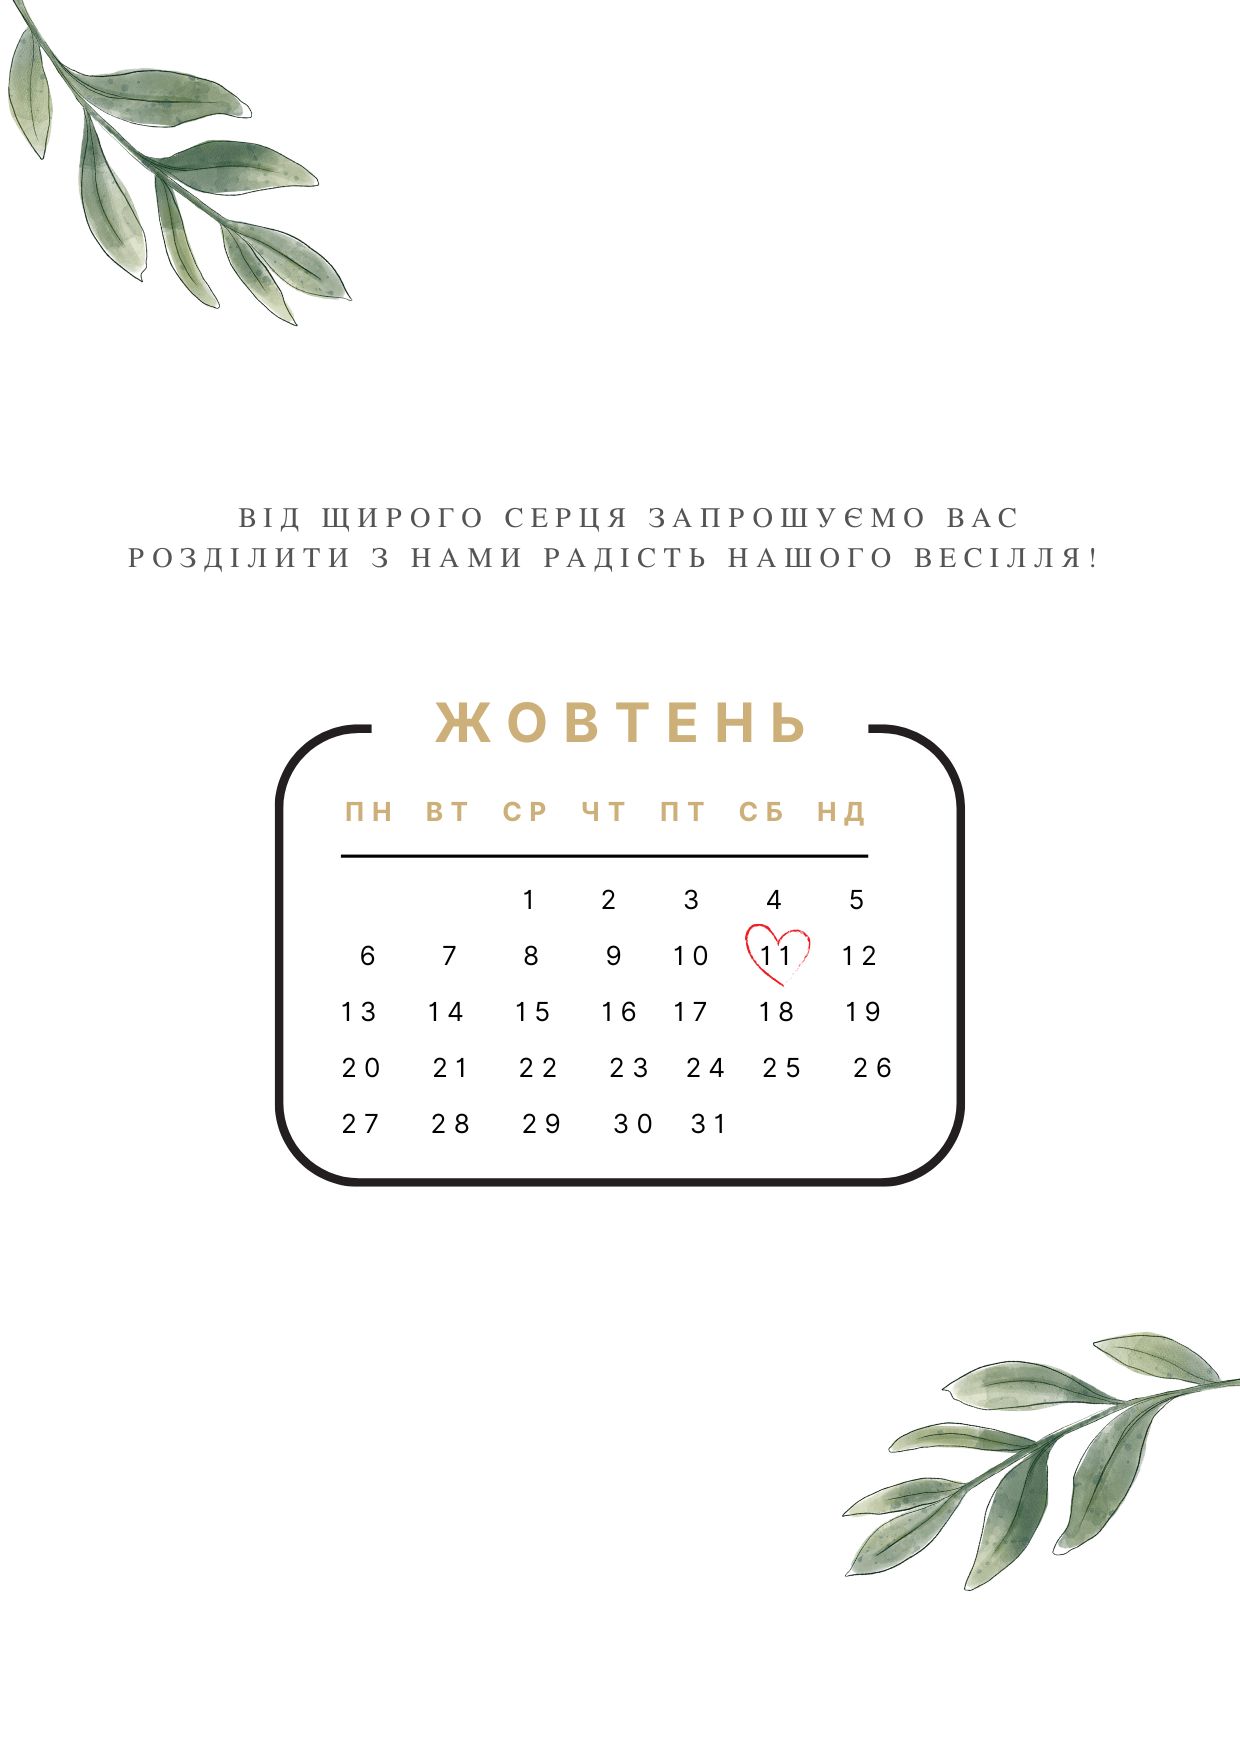 ВІД ЩИРОГО СЕРЦЯ ЗАПРОШУЄМО ВАС
РОЗДІЛИТИ З НАМИ РАДІСТЬ НАШОГО ВЕСІЛЛЯ!
ЖОВТЕНЬ
ПН ВТ СР ЧТ ПТ СБ НД
1 2 3 4 5
6 7 8 9 10 11 12
13 14 15 16 17 18 19
20 21 22 23 24 25 26
27 28 29 30 31